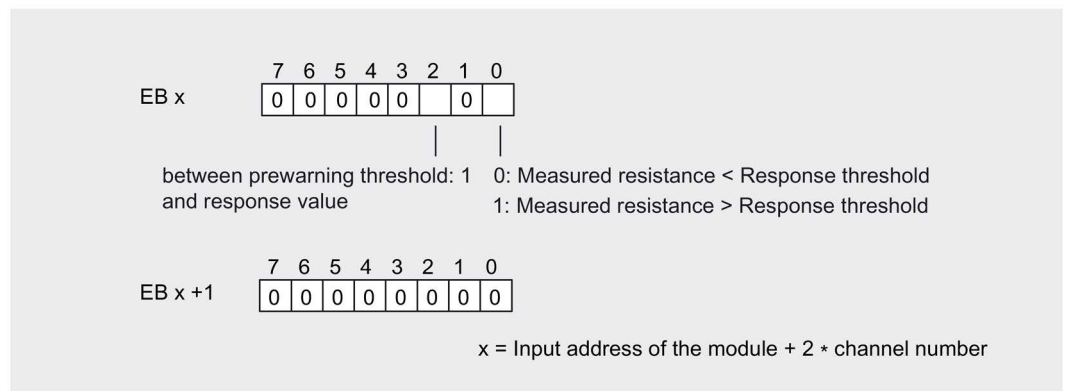 7 6 5 4 3 2 1 0
EB x 0 0 0 0 0 0
between prewarning threshold: 1 0: Measured resistance < Response threshold
and response value 1: Measured resistance > Response threshold
7 6 5 4 3 2 1 0
EB x +1 0 0 0 0 0 0 0 0
x = Input address of the module + 2 * channel number